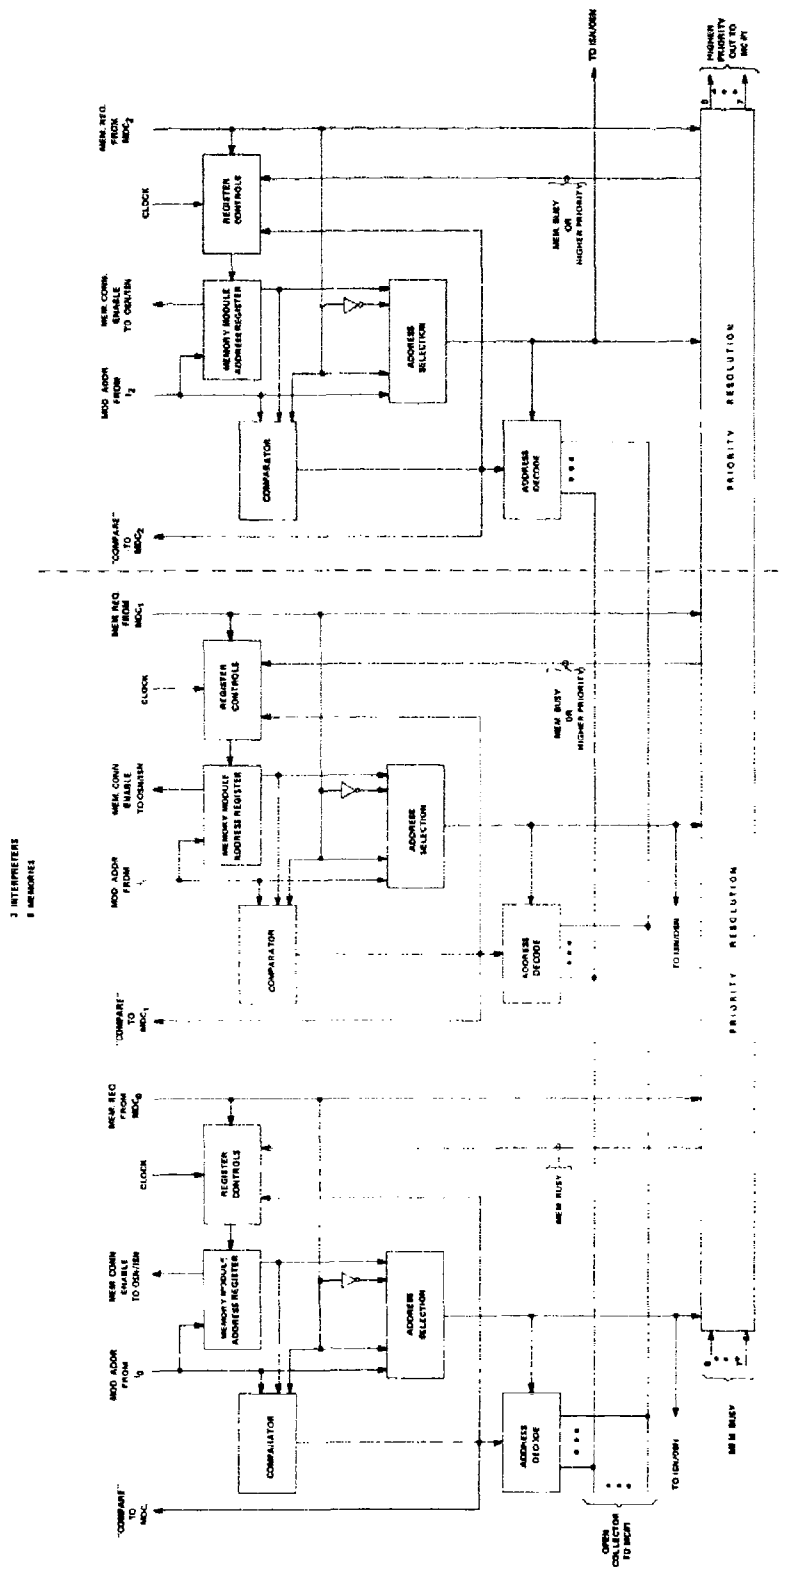 3 INTERPRETERS
8 MEMORIES
"COMPARE"
TO
MDC
MOD ADDR
FROM
I0
MEM CONN
ENABLE
TO OSN/ISN
CLOCK
MEM. REQ
FROM
MDC0
COMPARATOR
MEMORY MODULE
ADDRESS REGISTER
REGISTER
CONTROLS
ADDRESS
SELECTION
ADDRESS
DECODE
MEM BUSY
OPEN
COLLECTOR
TO MC/PI
TO ISN/OSN
MEM BUSY
"COMPARE"
TO
MDC1
MOD ADDR
FROM
MEM. CONN
ENABLE
TO OSN/ISN
CLOCK
MEM REQ.
FROM
MDC1
COMPARATOR
MEMORY MODULE
ADDRESS REGISTER
REGISTER
CONTROLS
ADDRESS
SELECTION
ADDRESS
DECODE
MEM BUSY
OR
HIGHER PRIORITY
TO ISN/OSN
PRIORITY RESOLUTION
"COMPARE"
TO
MDC2
MOD ADDR
FROM
I2
MEM. CONN.
ENABLE
TO OSN/ISN
CLOCK
MEM. REQ.
FROM
MDC2
COMPARATOR
MEMORY MODULE
ADDRESS REGISTER
REGISTER
CONTROLS
ADDRESS
SELECTION
ADDRESS
DECODE
MEM BUSY
OR
HIGHER PRIORITY
TO ISN/OSN
PRIORITY RESOLUTION
HIGHER
PRIORITY
OUT TO
MC/PI
7